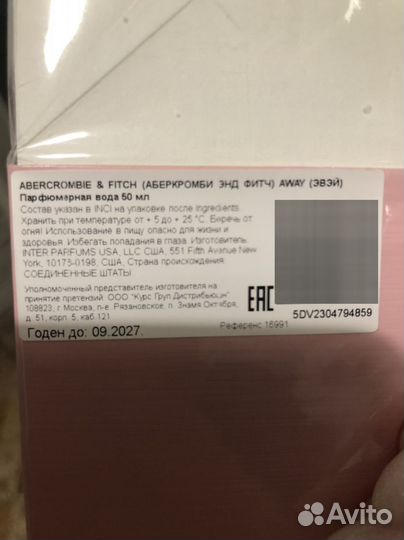 ABERCROMBIE & FITCH (АБЕРКРОМБИ ЭНД ФИТЧ) AWAY (ЭВЭЙ)
Парфюмерная вода 50 мл
Состав указан в INCI на упаковке после Ingredients.
Хранить при температуре от + 5 до + 25 °C. Беречь от
огня! Использование в пищу опасно для жизни и
здоровья. Избегать попадания в глаза. Изготовитель:
INTER PARFUMS USA, LLC США, 551 Fifth Avenue New
York, 10175-0198, США. Страна происхождения:
СОЕДИНЕННЫЕ ШТАТЫ
Уполномоченный представитель изготовителя на
принятие претензий: ООО "Курс Груп Дистрибьюшн",
108823, г Москва, п-е. Рязановское, п. Знамя Октября,
д. 51, корп. 5, каб.121
EAC
5DV2304794859
Годен до: 09.2027.
Референс 16991
Avito